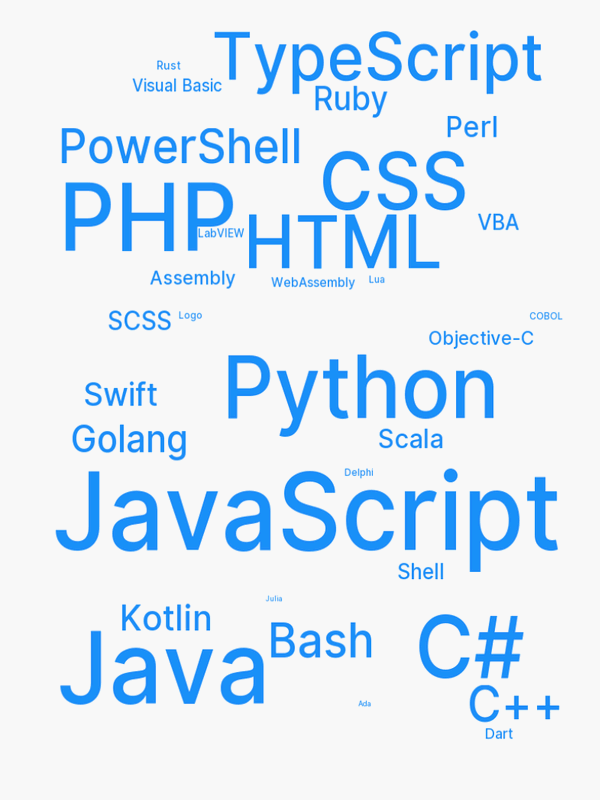 TypeScript
Rust
Visual Basic
Ruby
Perl
PowerShell
CSS
PHP
LabVIEW
HTML
VBA
Assembly
WebAssembly
Lua
SCSS
Logo
COBOL
Objective-C
Python
Swift
Golang
Scala
Delphi
JavaScript
Shell
Julia
Kotlin
Bash
C#
Java
Ada
C++
Dart